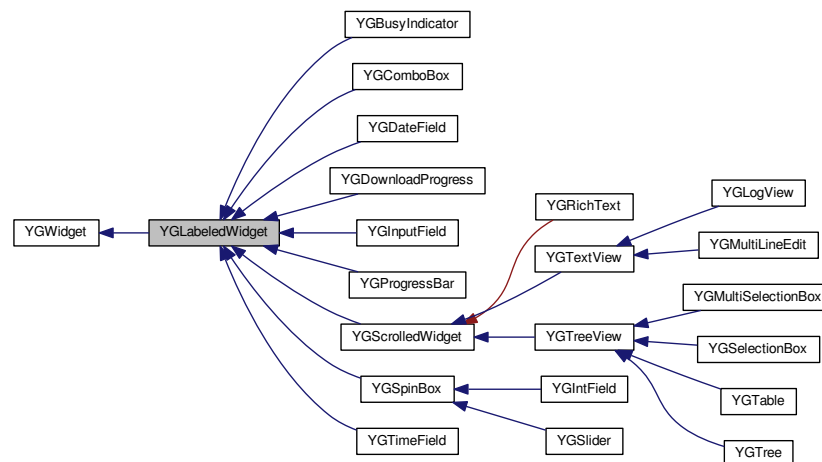 YGBusyIndicator
YGComboBox
YGDateField
YGDownloadProgress
YGLogView
YGRichText
YGWidget
YGLabeledWidget
YGInputField
YGMultiLineEdit
YGTextView
YGProgressBar
YGMultiSelectionBox
YGScrolledWidget
YGTreeView
YGSelectionBox
YGSpinBox
YGIntField
YGTable
YGTimeField
YGSlider
YGTree